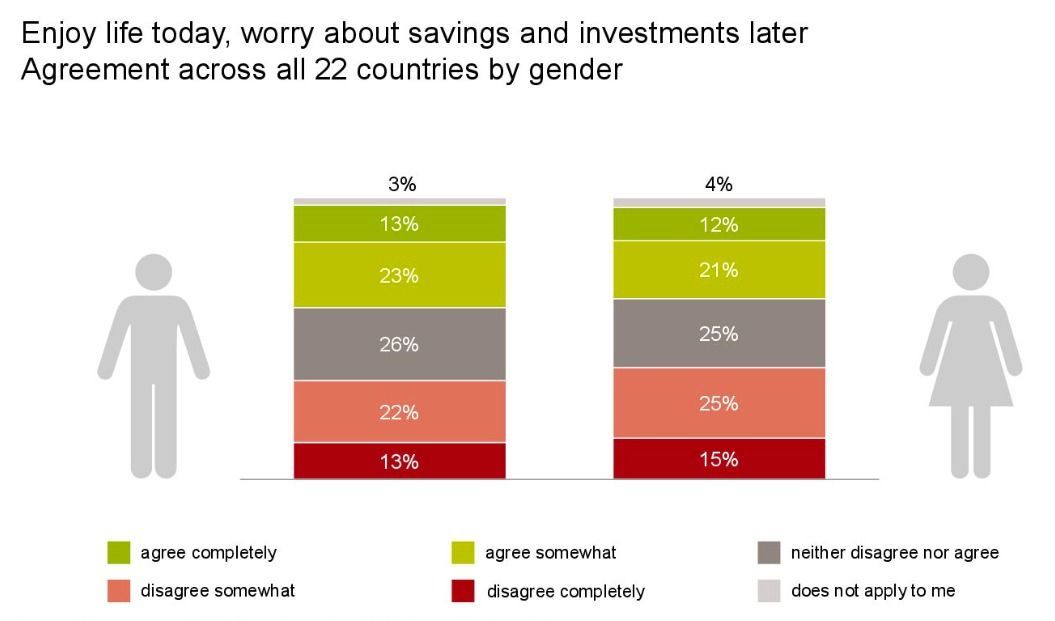 Enjoy life today, worry about savings and investments later
Agreement across all 22 countries by gender
3%
13%
23%
26%
22%
13%
4%
12%
21%
25%
25%
15%
agree completely
agree somewhat
neither disagree nor agree
disagree somewhat
disagree completely
does not apply to me